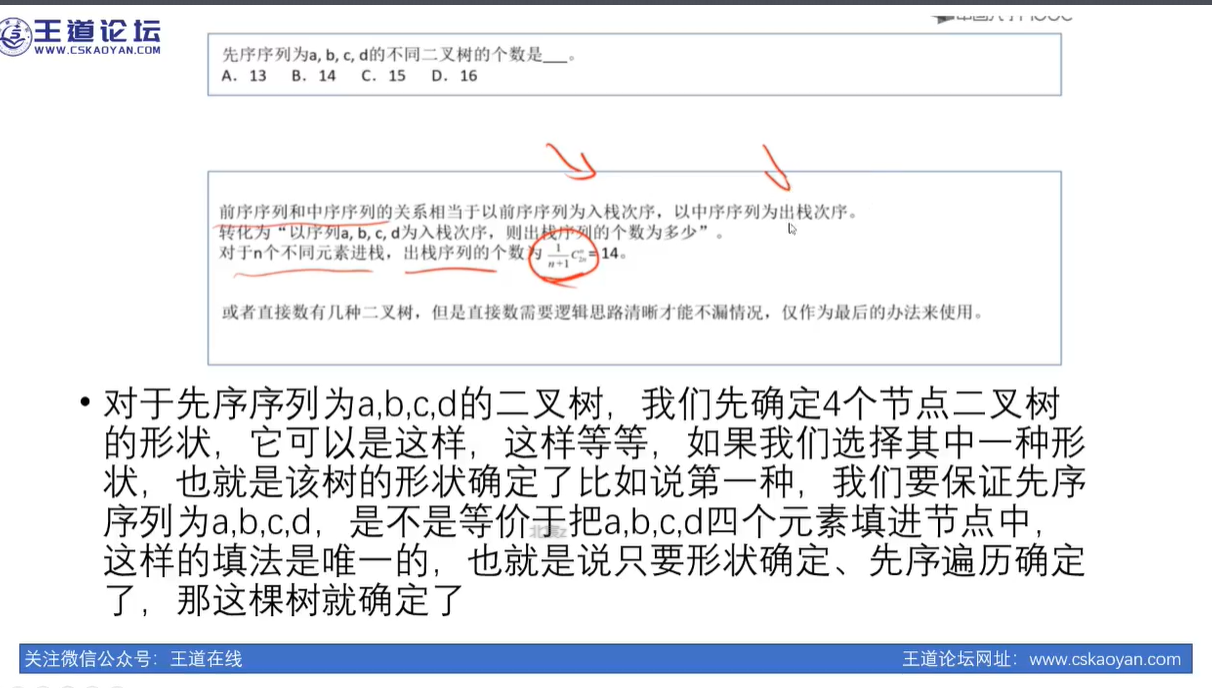 王道论坛
WWW.CSKAOYAN.COM
先序序列为a, b, c, d的不同二叉树的个数是___。
A. 13 B. 14 C. 15 D. 16
前序序列和中序序列的关系相当于以前序序列为入栈次序，以中序序列为出栈次序。
转化为“以序列a, b, c, d为入栈次序，则出栈序列的个数为多少”。
对于n个不同元素进栈，出栈序列的个数为 1/(n+1) C_{2n}^{n} = 14。
或者直接数有几种二叉树，但是直接数需要逻辑思路清晰才能不漏情况，仅作为最后的办法来使用。
• 对于先序序列为a,b,c,d的二叉树，我们先确定4个节点二叉树
的形状，它可以是这样，这样等等，如果我们选择其中一种形
状，也就是该树的形状确定了比如说第一种，我们要保证先序
序列为a,b,c,d，是不是等价于把a,b,c,d四个元素填进节点中，
这样的填法是唯一的，也就是说只要形状确定、先序遍历确定
了，那这棵树就确定了
关注微信公众号：王道在线
王道论坛网址：www.cskaoyan.com